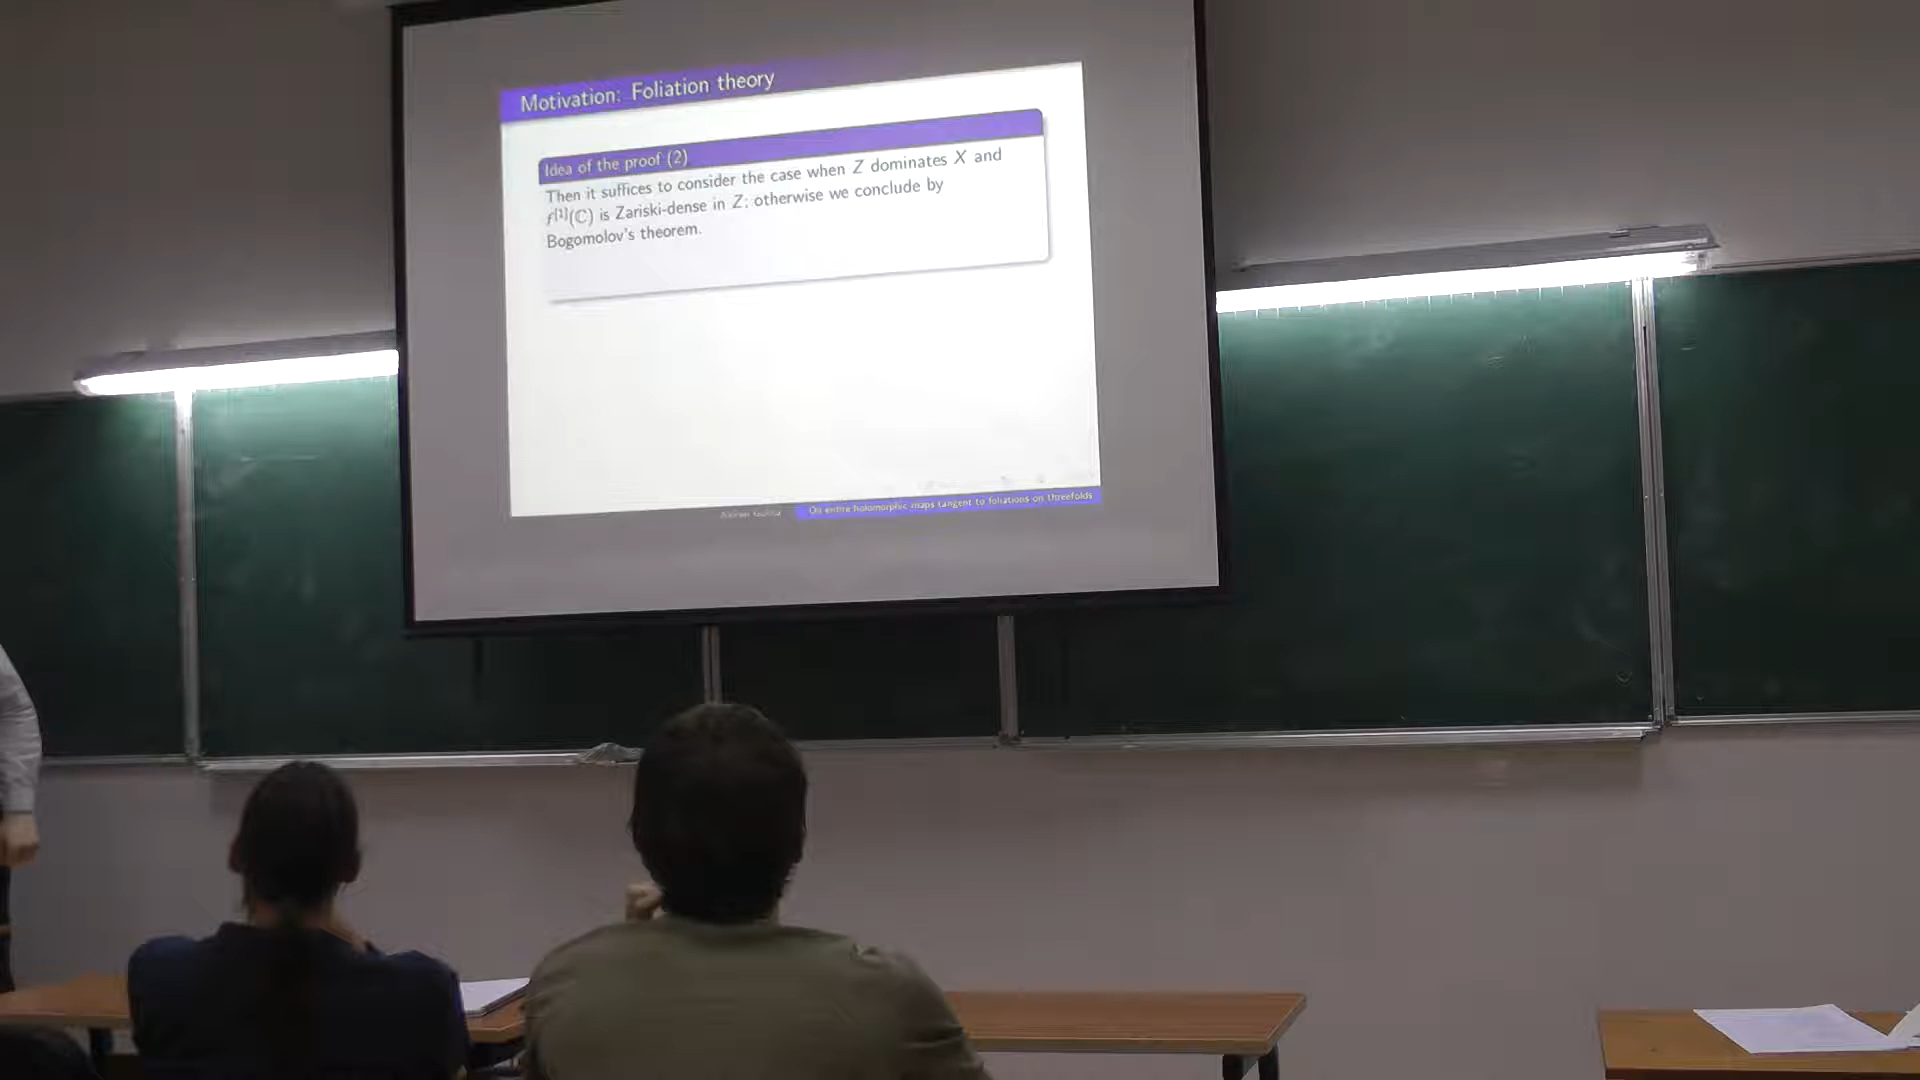 Motivation: Foliation theory
Idea of the proof (2)
Then it suffices to consider the case when Z dominates X and
f[1](ℂ) is Zariski-dense in Z; otherwise we conclude by
Bogomolov's theorem.
On entire holomorphic maps tangent to foliations on threefolds